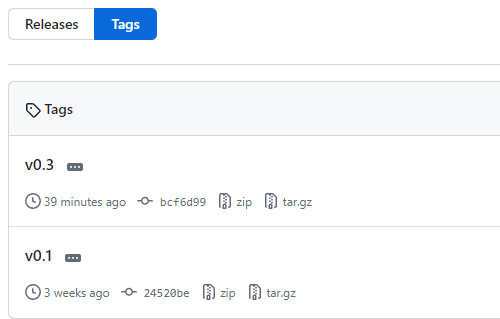 Releases Tags
Tags
v0.3
39 minutes ago bcf6d99 zip tar.gz
v0.1
3 weeks ago 24520be zip tar.gz